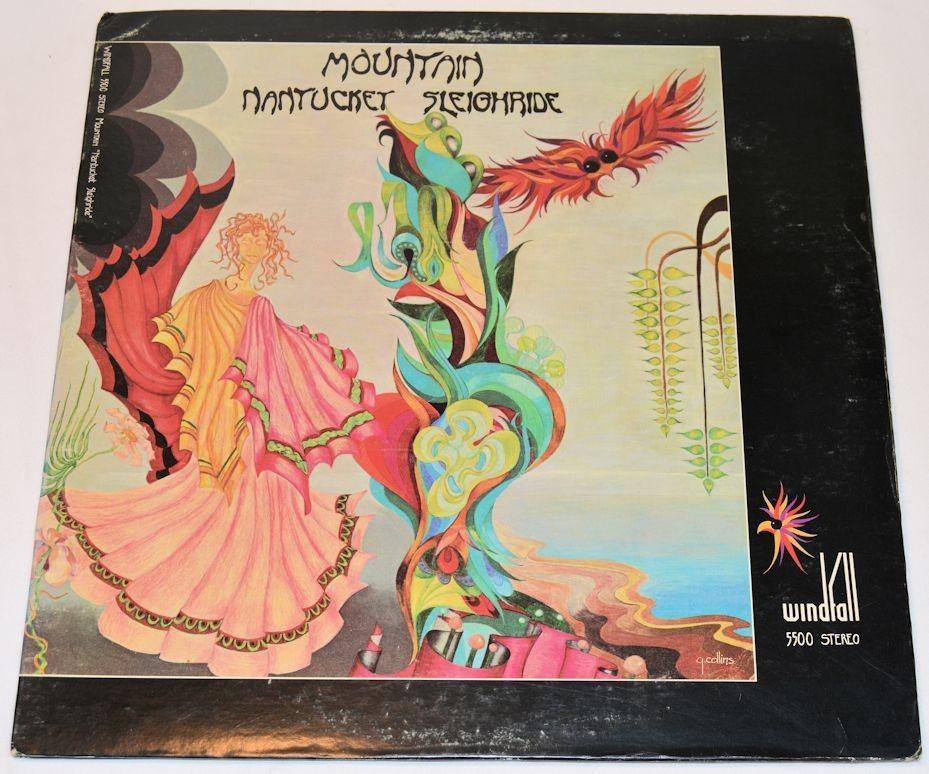 MOUNTAIN
NANTUCKET SLEIGHRIDE
WINDFALL 5500 STEREO Mountain "Nantucket Sleighride"
windfall
5500 STEREO
g.collins